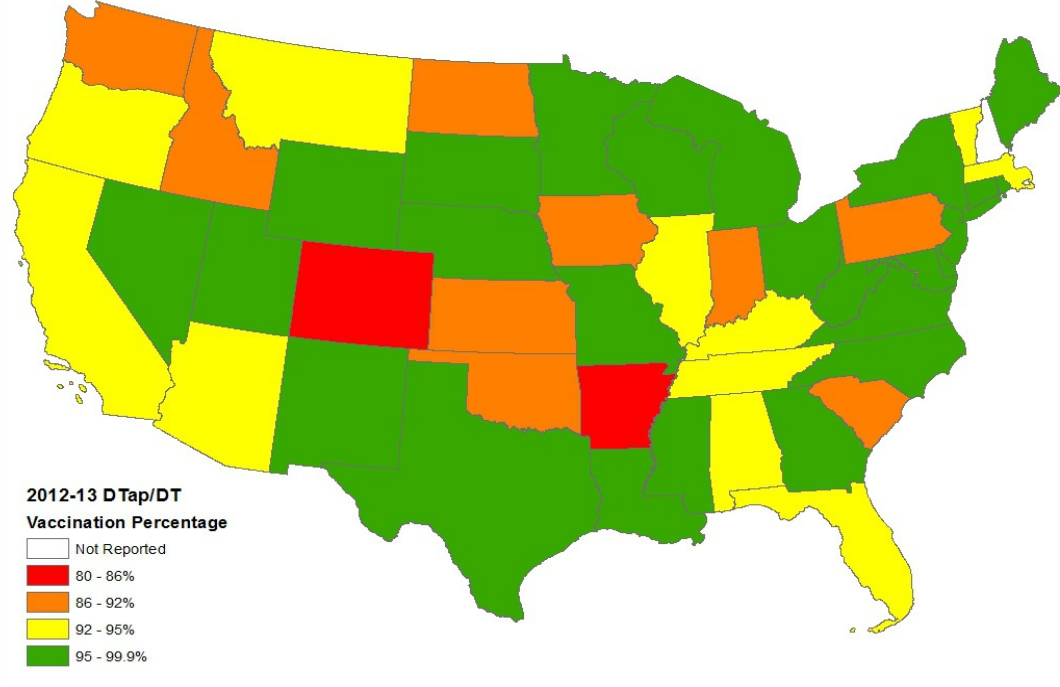 2012-13 DTap/DT
Vaccination Percentage
Not Reported
80 - 86%
86 - 92%
92 - 95%
95 - 99.9%